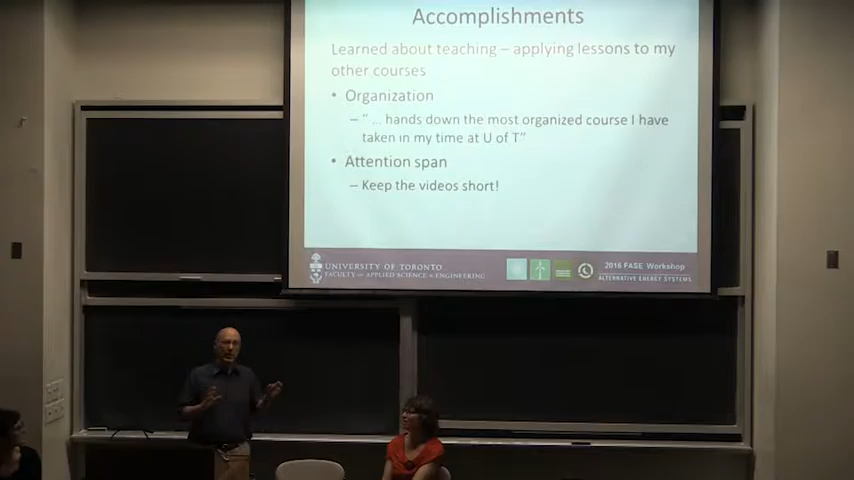 Accomplishments
Learned about teaching – applying lessons to my
other courses
• Organization
– " ... hands down the most organized course I have
taken in my time at U of T"
• Attention span
– Keep the videos short!
UNIVERSITY OF TORONTO
FACULTY OF APPLIED SCIENCE & ENGINEERING
2016 FASE Workshop
ALTERNATIVE ENERGY SYSTEMS